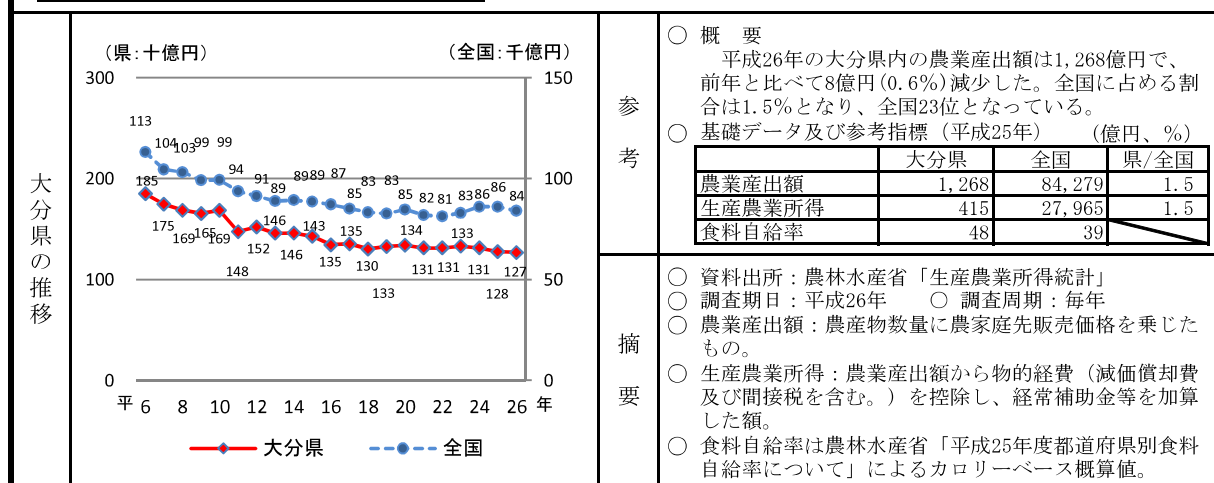 大分県の推移
(県:十億円)
(全国:千億円)
300
200
100
0
150
100
50
0
113
104
103
99
99
94
91
89
89
89
87
85
83
83
85
82
81
83
86
86
84
185
175
169
165
169
148
152
146
146
143
135
135
130
133
134
131
131
133
131
128
127
平 6 8 10 12 14 16 18 20 22 24 26 年
大分県 全国
参考
○ 概 要
平成26年の大分県内の農業産出額は1,268億円で、
前年と比べて8億円(0.6%)減少した。全国に占める割
合は1.5%となり、全国23位となっている。
○ 基礎データ及び参考指標(平成25年) (億円、%)
大分県 全国 県/全国
農業産出額 1,268 84,279 1.5
生産農業所得 415 27,965 1.5
食料自給率 48 39
摘要
○ 資料出所:農林水産省「生産農業所得統計」
○ 調査期日:平成26年 ○ 調査周期:毎年
○ 農業産出額:農産物数量に農家庭先販売価格を乗じた
もの。
○ 生産農業所得:農業産出額から物的経費(減価償却費
及び間接税を含む。)を控除し、経常補助金等を加算
した額。
○ 食料自給率は農林水産省「平成25年度都道府県別食料
自給率について」によるカロリーベース概算値。